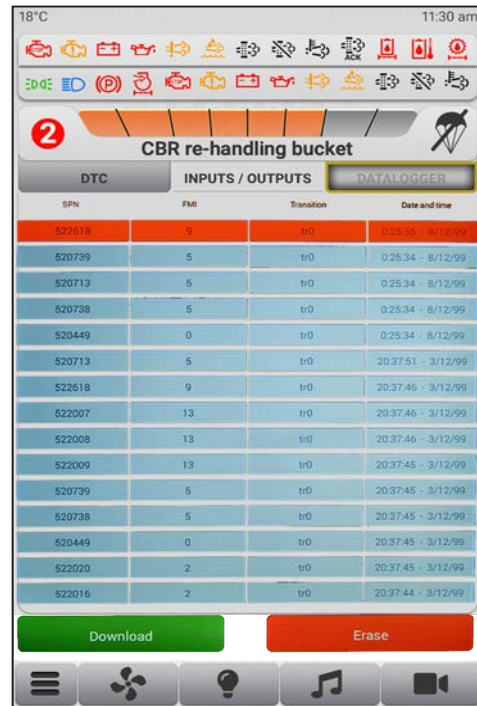 18°C 11:30 am
STOP
ACK
(P) STOP
2
CBR re-handling bucket
DTC INPUTS / OUTPUTS DATALOGGER
SPN FMI Transition Date and time
522618 9 tr0 0:25:35 - 8/12/99
520739 5 tr0 0:25:34 - 8/12/99
520713 5 tr0 0:25:34 - 8/12/99
520738 5 tr0 0:25:34 - 8/12/99
520449 0 tr0 0:25:34 - 8/12/99
520713 5 tr0 20:37:51 - 3/12/99
522618 9 tr0 20:37:46 - 3/12/99
522007 13 tr0 20:37:46 - 3/12/99
522008 13 tr0 20:37:46 - 3/12/99
522009 13 tr0 20:37:45 - 3/12/99
520739 5 tr0 20:37:45 - 3/12/99
520738 5 tr0 20:37:45 - 3/12/99
520449 0 tr0 20:37:45 - 3/12/99
522020 2 tr0 20:37:45 - 3/12/99
522016 2 tr0 20:37:44 - 3/12/99
Download Erase